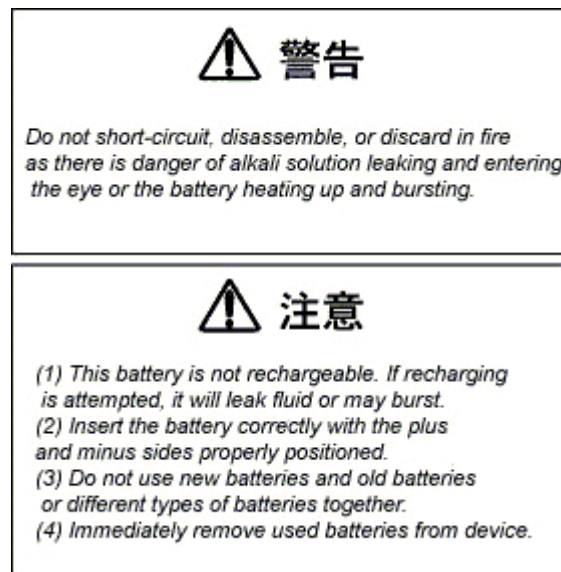 警告
Do not short-circuit, disassemble, or discard in fire
as there is danger of alkali solution leaking and entering
the eye or the battery heating up and bursting.
注意
(1) This battery is not rechargeable. If recharging
is attempted, it will leak fluid or may burst.
(2) Insert the battery correctly with the plus
and minus sides properly positioned.
(3) Do not use new batteries and old batteries
or different types of batteries together.
(4) Immediately remove used batteries from device.